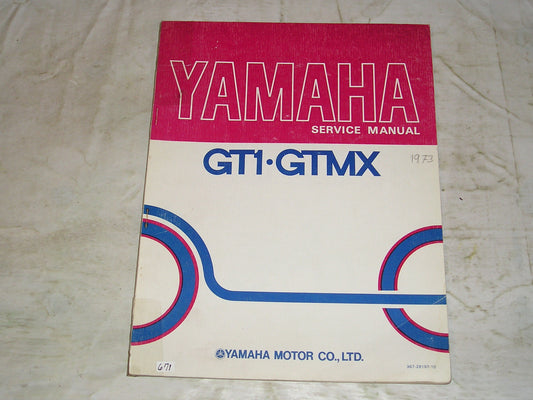 YAMAHA
SERVICE MANUAL
GT1·GTMX
1973
YAMAHA MOTOR CO., LTD.
671